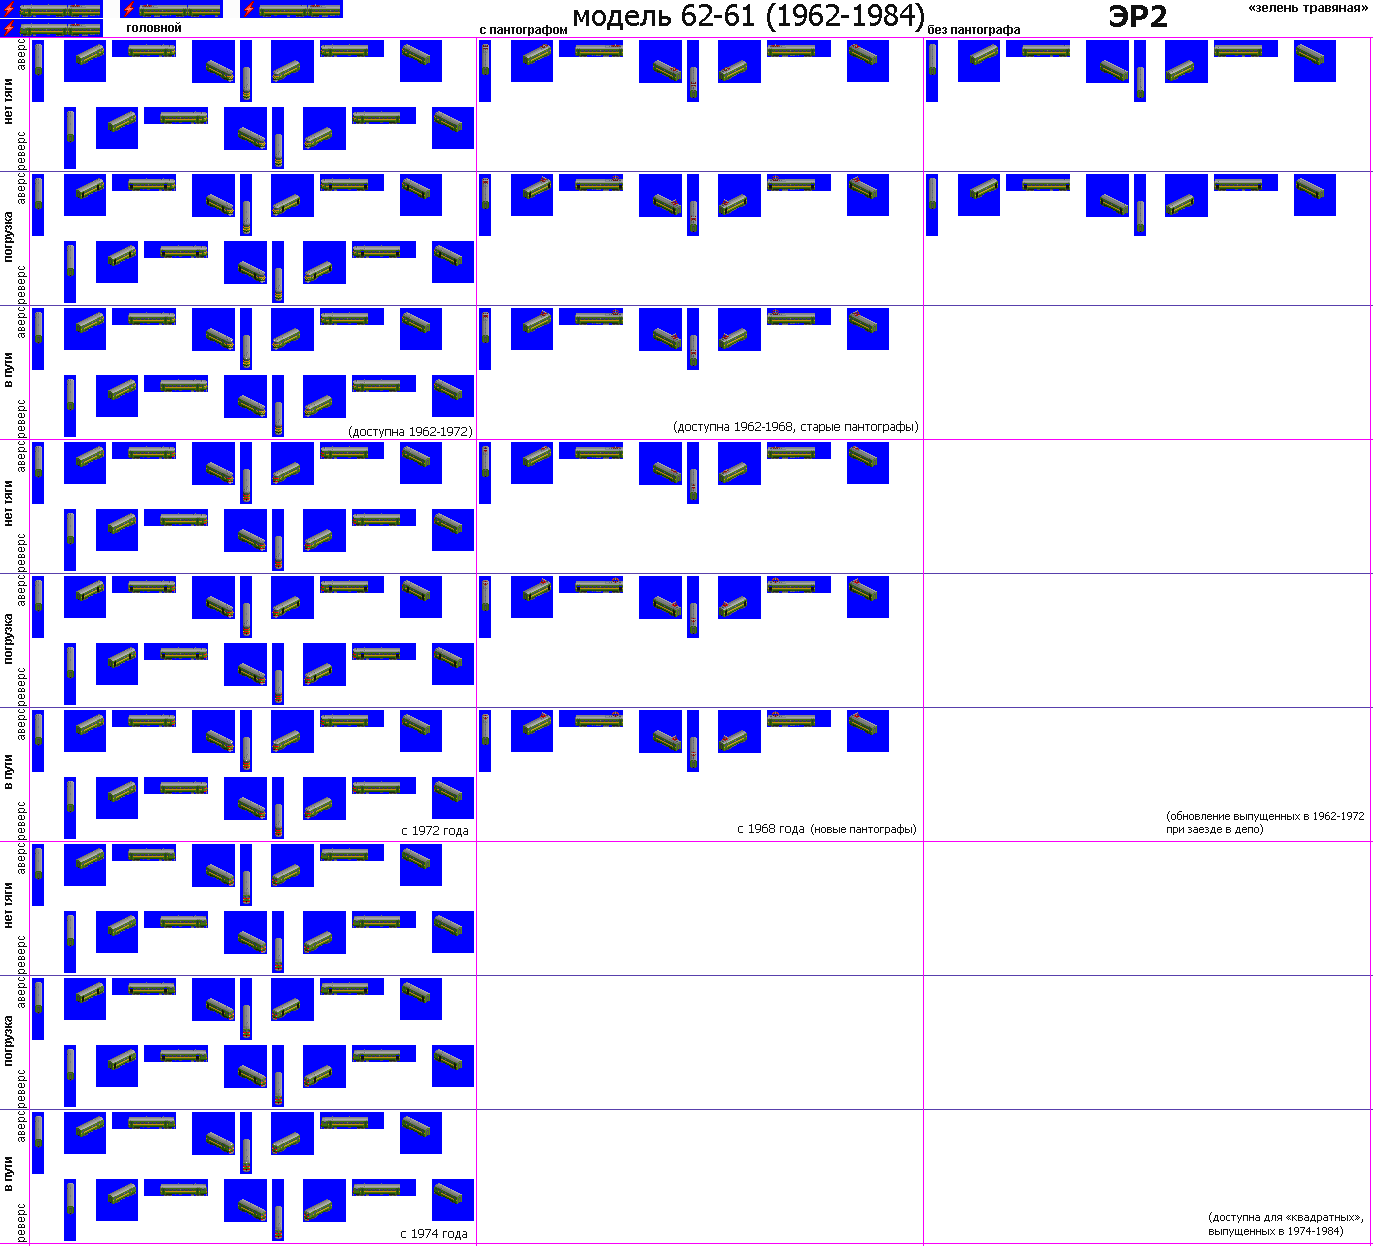 модель 62-61 (1962-1984)
ЭР2
«зелень травяная»
головной
с пантографом
без пантографа
нет тяги
аверс
реверс
погрузка
аверс
реверс
в пути
аверс
реверс
(доступна 1962-1972)
(доступна 1962-1968, старые пантографы)
нет тяги
аверс
реверс
погрузка
аверс
реверс
в пути
аверс
реверс
с 1972 года
с 1968 года (новые пантографы)
(обновление выпущенных в 1962-1972
при заезде в депо)
нет тяги
аверс
реверс
погрузка
аверс
реверс
в пути
аверс
реверс
с 1974 года
(доступна для «квадратных»,
выпущенных в 1974-1984)